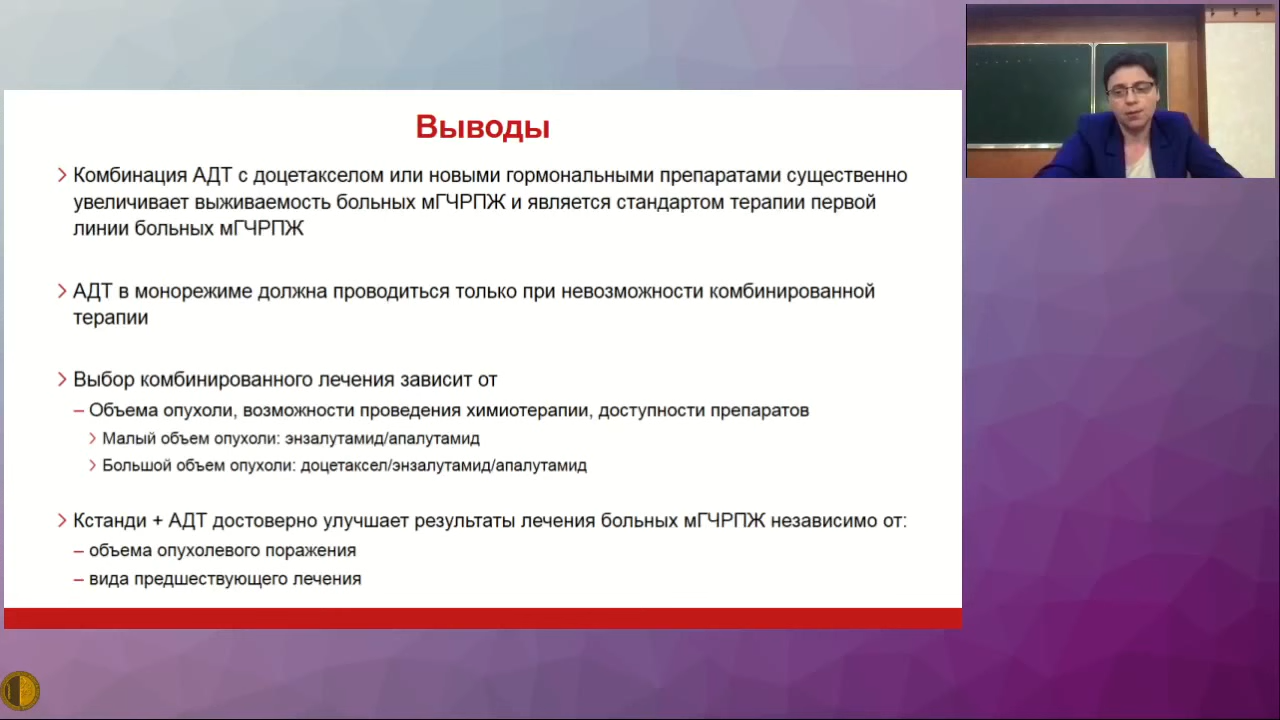 Выводы
Комбинация АДТ с доцетакселом или новыми гормональными препаратами существенно
увеличивает выживаемость больных мГЧРПЖ и является стандартом терапии первой
линии больных мГЧРПЖ
АДТ в монорежиме должна проводиться только при невозможности комбинированной
терапии
Выбор комбинированного лечения зависит от
– Объема опухоли, возможности проведения химиотерапии, доступности препаратов
Малый объем опухоли: энзалутамид/апалутамид
Большой объем опухоли: доцетаксел/энзалутамид/апалутамид
Кстанди + АДТ достоверно улучшает результаты лечения больных мГЧРПЖ независимо от:
– объема опухолевого поражения
– вида предшествующего лечения